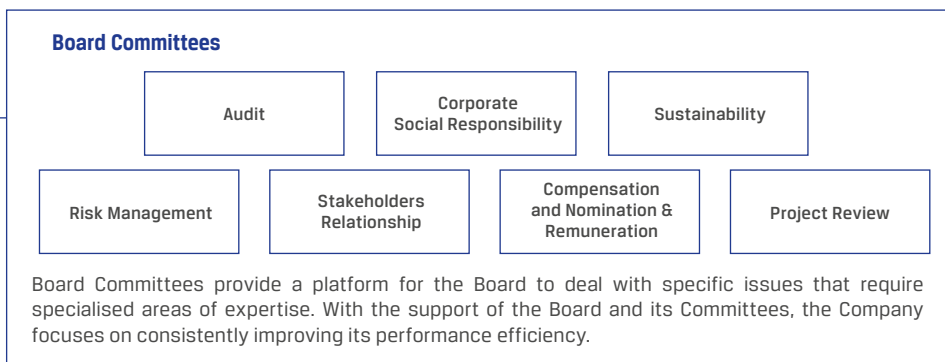 Board Committees
Audit
Corporate
Social Responsibility
Sustainability
Risk Management
Stakeholders
Relationship
Compensation
and Nomination &
Remuneration
Project Review
Board Committees provide a platform for the Board to deal with specific issues that require
specialised areas of expertise. With the support of the Board and its Committees, the Company
focuses on consistently improving its performance efficiency.